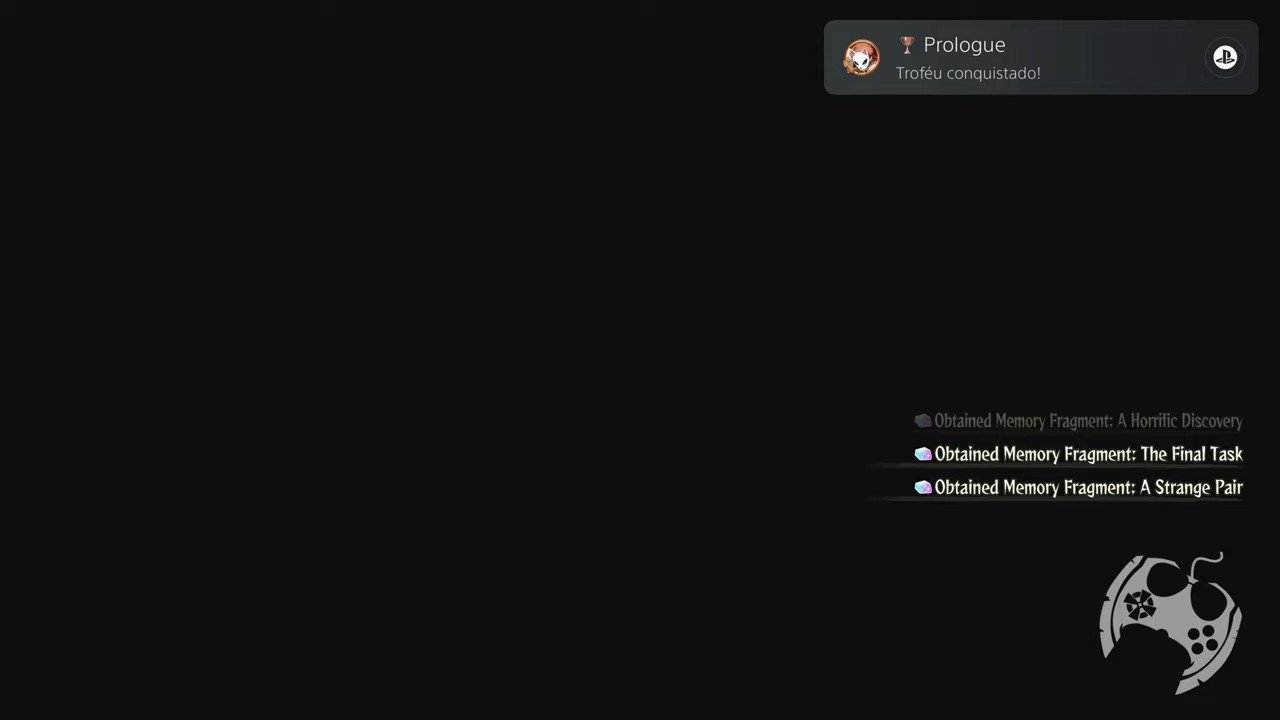 Prologue
Troféu conquistado!
Obtained Memory Fragment: A Horrific Discovery
Obtained Memory Fragment: The Final Task
Obtained Memory Fragment: A Strange Pair